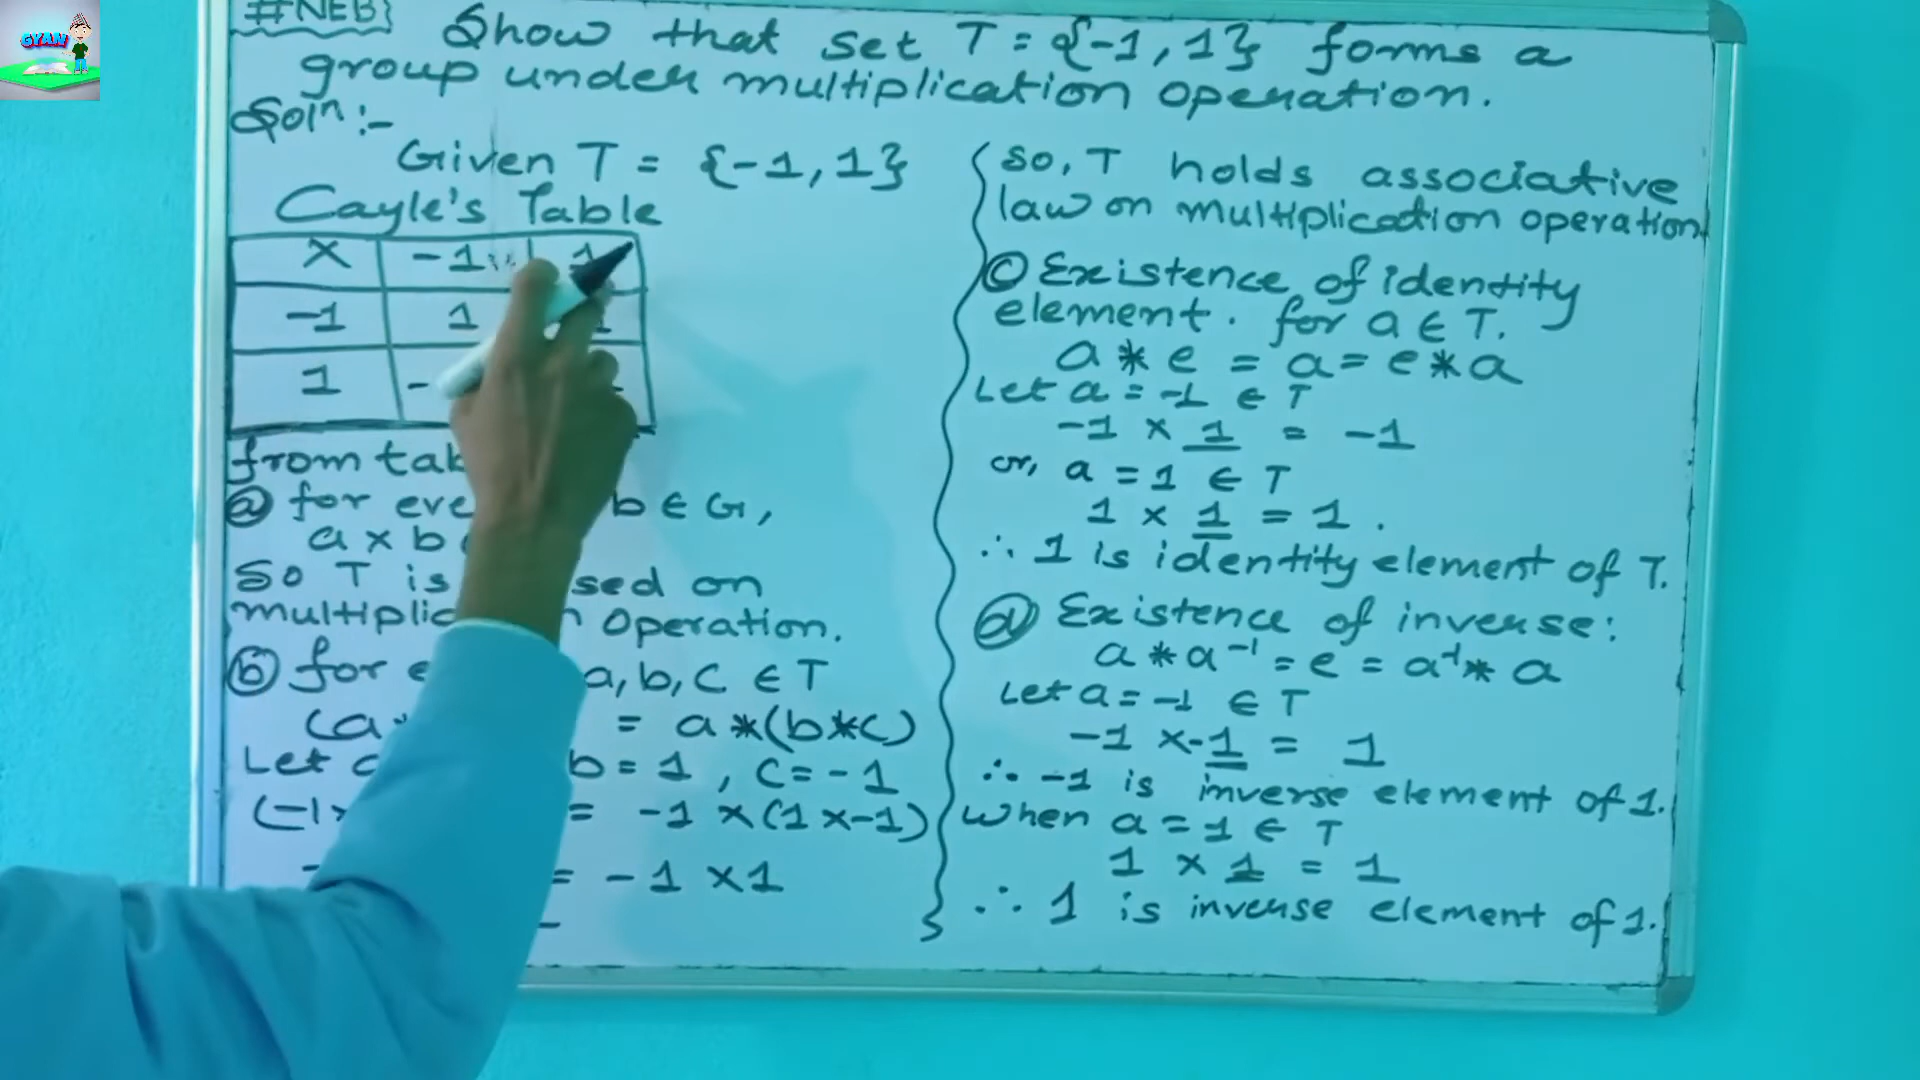 GYAN
#NEB}
Show that set T = {-1, 1} forms a
group under multiplication operation.
Soln:-
Given T = {-1, 1}
Cayle's Table
× -1 1
-1 1
1 -
from
a for b ∈ G,
a × b
So T is on
multiplic operation.
b for a, b, c ∈ T
(a = a * (b * c)
Let b = 1, c = -1
(-1× = -1 × (1 × -1)
= -1 × 1
so, T holds associative
law on multiplication operation
c Existence of identity
element. for a ∈ T.
a * e = a = e * a
Let a = -1 ∈ T
-1 × 1 = -1
or, a = 1 ∈ T
1 × 1 = 1.
∴ 1 is identity element of T.
d Existence of inverse:
a * a⁻¹ = e = a⁻¹ * a
Let a = -1 ∈ T
-1 × -1 = 1
∴ -1 is inverse element of 1.
When a = 1 ∈ T
1 × 1 = 1
∴ 1 is inverse element of 1.